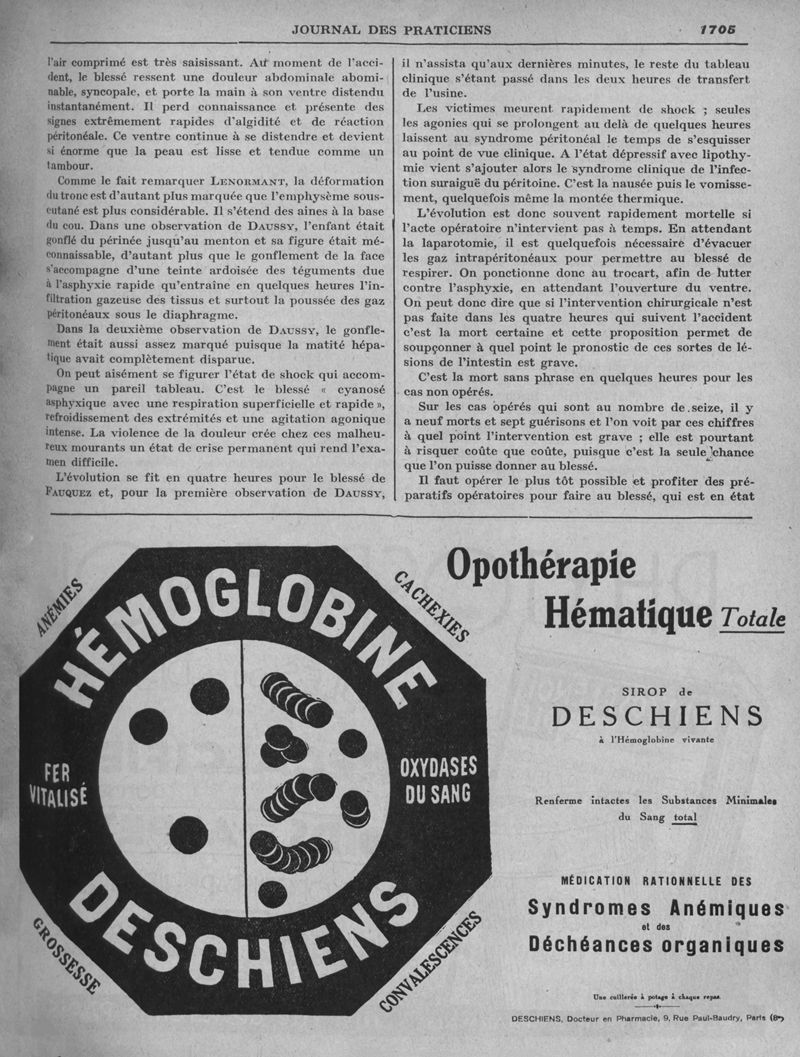 JOURNAL DES PRATICIENS 1705
l'air comprimé est très saisissant. Au moment de l'acci-
dent, le blessé ressent une douleur abdominale abomi-
nable, syncopale, et porte la main à son ventre distendu
instantanément. Il perd connaissance et présente des
signes extrêmement rapides d'algidité et de réaction
péritonéale. Ce ventre continue à se distendre et devient
si énorme que la peau est lisse et tendue comme un
tambour.
Comme le fait remarquer LENORMANT, la déformation
du tronc est d'autant plus marquée que l'emphysème sous-
cutané est plus considérable. Il s'étend des aines à la base
du cou. Dans une observation de DAUSSY, l'enfant était
gonflé du périnée jusqu'au menton et sa figure était mé-
connaissable, d'autant plus que le gonflement de la face
s'accompagne d'une teinte ardoisée des téguments due
à l'asphyxie rapide qu'entraine en quelques heures l'in-
filtration gazeuse des tissus et surtout la poussée des gaz
péritonéaux sous le diaphragme.
Dans la deuxième observation de DAUSSY, le gonfle-
ment était aussi assez marqué puisque la matité hépa-
tique avait complètement disparue.
On peut aisément se figurer l'état de shock qui accom-
pagne un pareil tableau. C'est le blessé « cyanosé
asphyxique avec une respiration superficielle et rapide »,
refroidissement des extrémités et une agitation agonique
intense. La violence de la douleur crée chez ces malheu-
reux mourants un état de crise permanent qui rend l'exa-
men difficile.
L'évolution se fit en quatre heures pour le blessé de
FAUQUEZ et, pour la première observation de DAUSSY,
il n'assista qu'aux dernières minutes, le reste du tableau
clinique s'étant passé dans les deux heures de transfert
de l'usine.
Les victimes meurent rapidement de shock ; seules
les agonies qui se prolongent au delà de quelques heures
laissent au syndrome péritonéal le temps de s'esquisser
au point de vue clinique. A l'état dépressif avec lipothy-
mie vient s'ajouter alors le syndrome clinique de l'infec-
tion suraiguë du péritoine. C'est la nausée puis le vomisse-
ment, quelquefois même la montée thermique.
L'évolution est donc souvent rapidement mortelle si
l'acte opératoire n'intervient pas à temps. En attendant
la laparotomie, il est quelquefois nécessaire d'évacuer
les gaz intrapéritonéaux pour permettre au blessé de
respirer. On ponctionne donc au trocart, afin de lutter
contre l'asphyxie, en attendant l'ouverture du ventre.
On peut donc dire que si l'intervention chirurgicale n'est
pas faite dans les quatre heures qui suivent l'accident
c'est la mort certaine et cette proposition permet de
soupçonner à quel point le pronostic de ces sortes de lé-
sions de l'intestin est grave.
C'est la mort sans phrase en quelques heures pour les
cas non opérés.
Sur les cas opérés qui sont au nombre de seize, il y
a neuf morts et sept guérisons et l'on voit par ces chiffres
à quel point l'intervention est grave ; elle est pourtant
à risquer coûte que coûte, puisque c'est la seule chance
que l'on puisse donner au blessé.
Il faut opérer le plus tôt possible et profiter des pré-
paratifs opératoires pour faire au blessé, qui est en état
ANÉMIES
CACHEXIES
HÉMOGLOBINE
FER
VITALISÉ
OXYDASES
DU SANG
DESCHIENS
GROSSESSE
CONVALESCENCES
Opothérapie
Hématique Totale
SIROP de
DESCHIENS
à l'Hémoglobine vivante
Renferme intactes les Substances Minimales
du Sang total
MÉDICATION RATIONNELLE DES
Syndromes Anémiques
et des
Déchéances organiques
Une cuillerée à potage à chaque repas.
DESCHIENS, Docteur en Pharmacie, 9, Rue Paul-Baudry, Paris (8e)